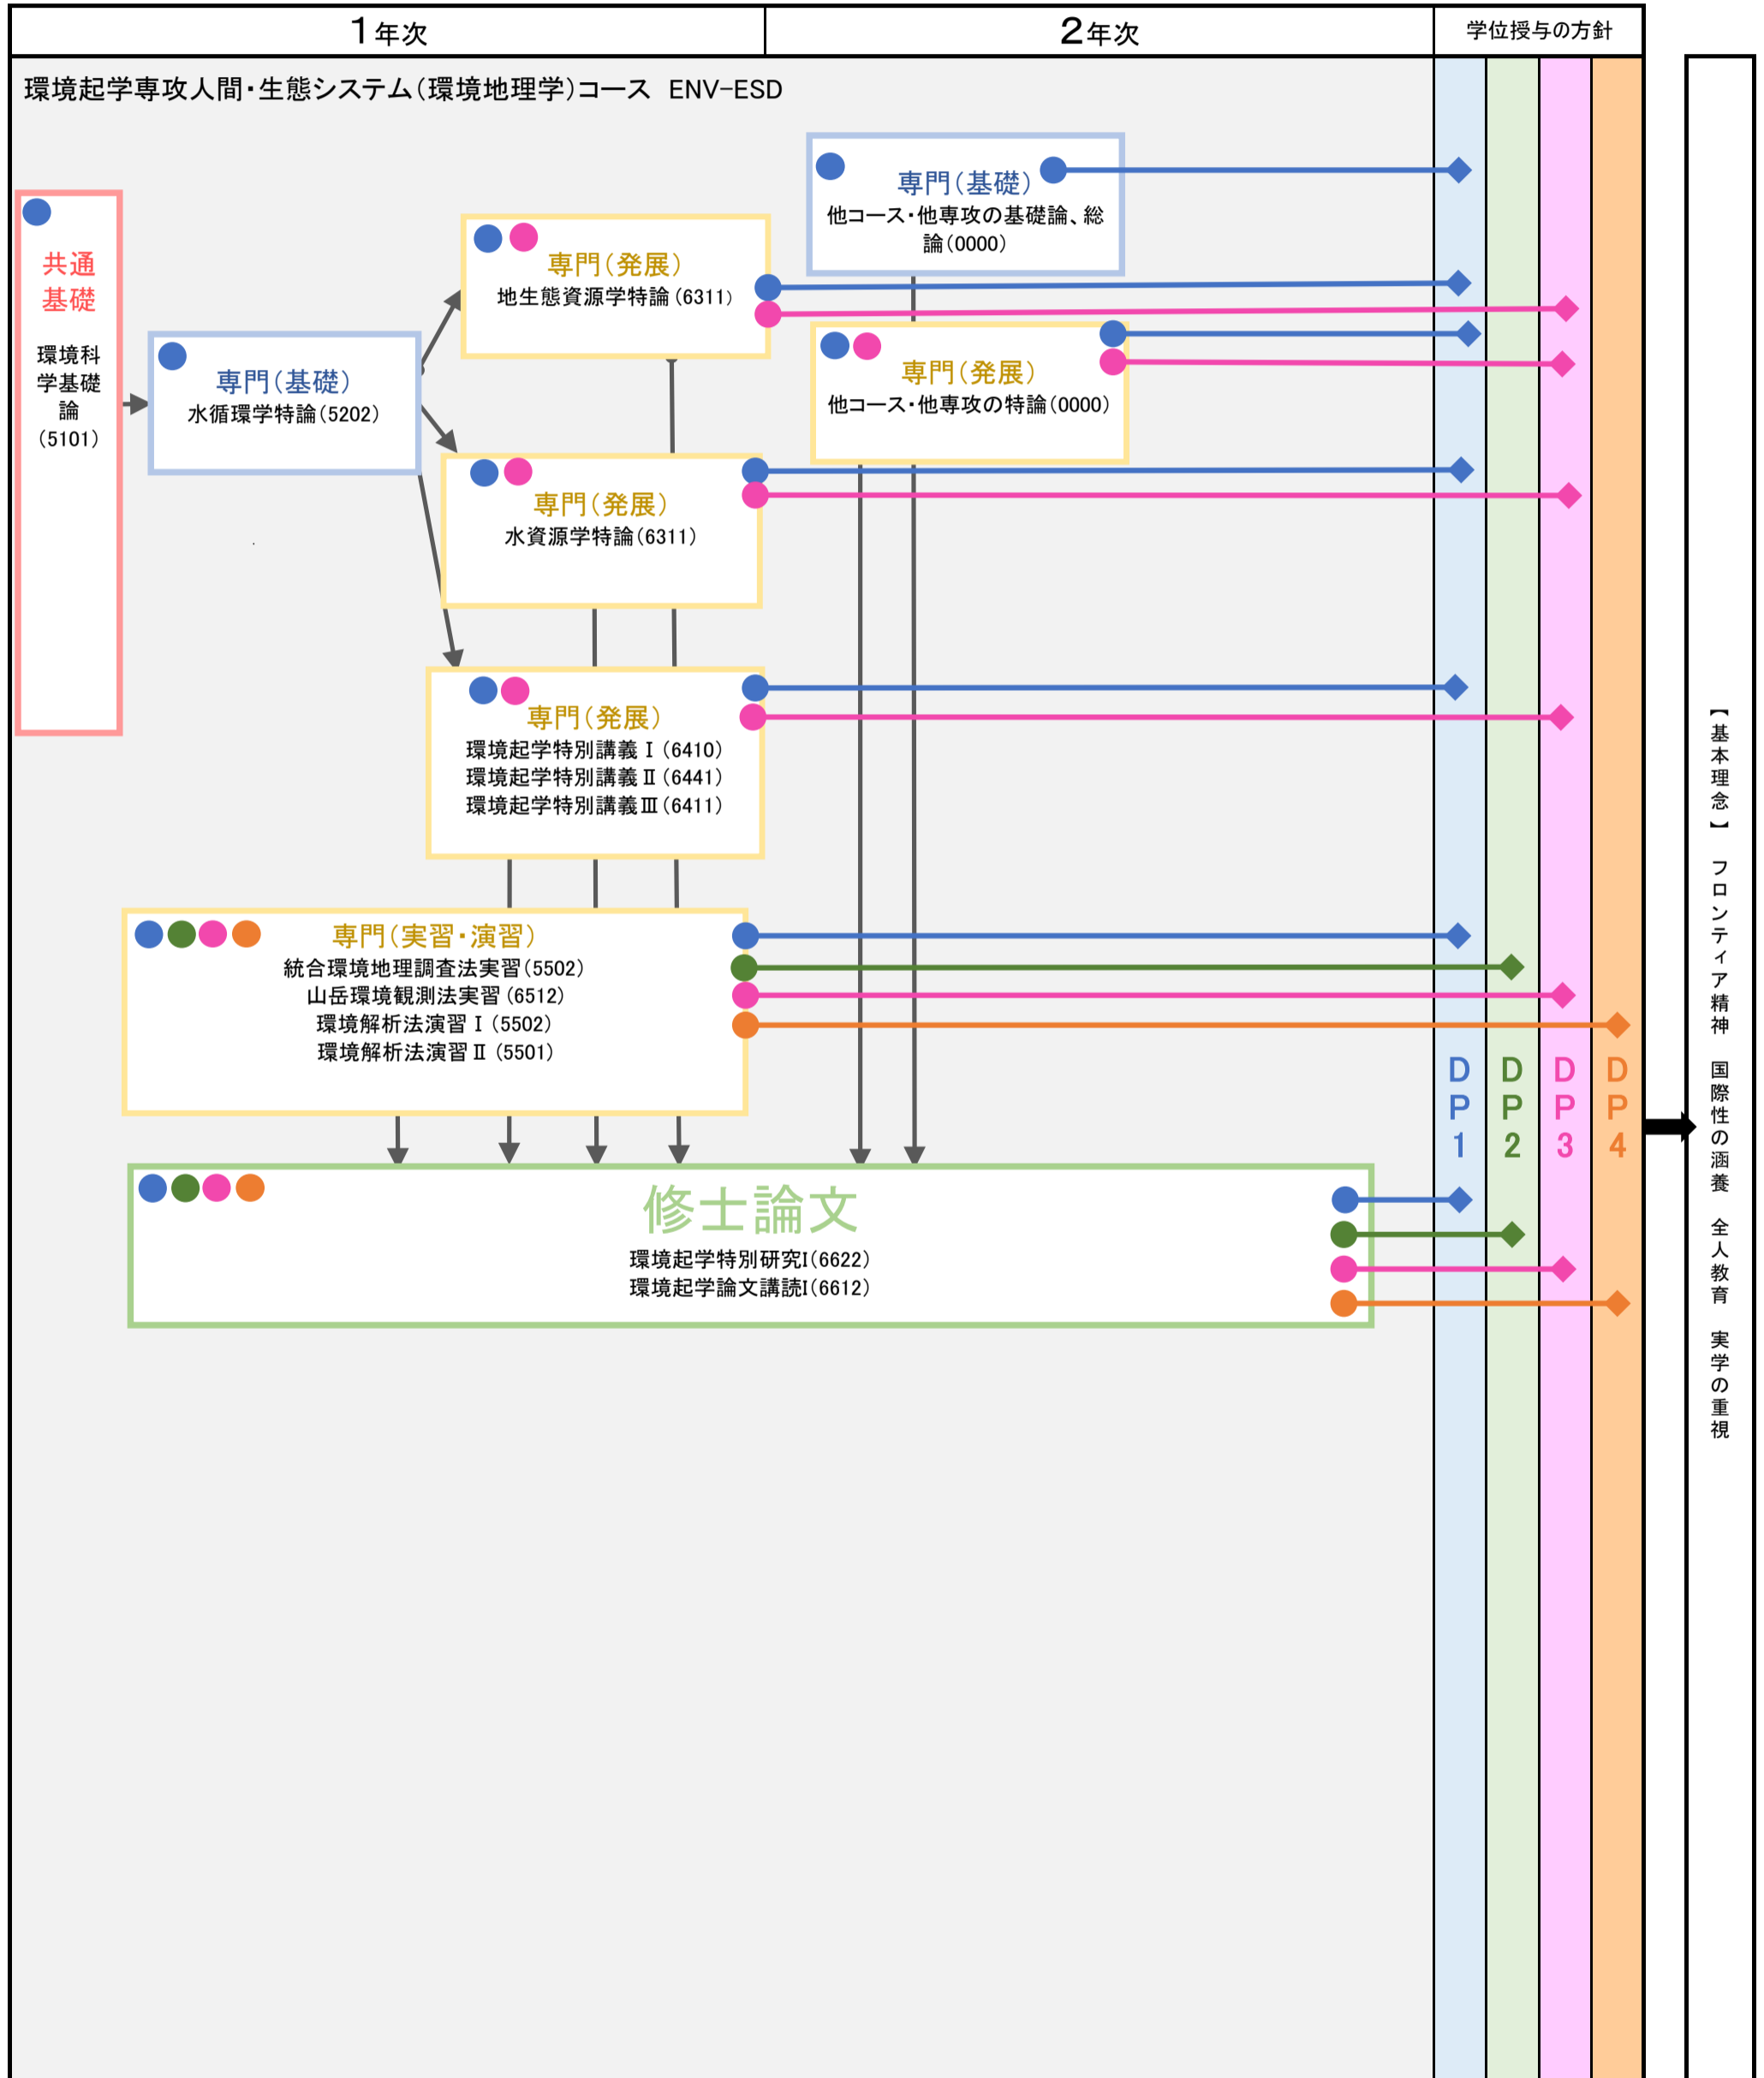 1年次
2年次
学位授与の方針
環境起学専攻人間・生態システム(環境地理学)コース ENV-ESD
共通
基礎
環境科
学基礎
論
(5101)
専門(基礎)
水循環学特論(5202)
専門(発展)
地生態資源学特論(6311)
専門(発展)
水資源学特論(6311)
専門(発展)
環境起学特別講義Ⅰ(6410)
環境起学特別講義Ⅱ(6441)
環境起学特別講義Ⅲ(6411)
専門(基礎)
他コース・他専攻の基礎論、総
論(0000)
専門(発展)
他コース・他専攻の特論(0000)
専門(実習・演習)
統合環境地理調査法実習(5502)
山岳環境観測法実習(6512)
環境解析法演習Ⅰ(5502)
環境解析法演習Ⅱ(5501)
修士論文
環境起学特別研究Ⅰ(6622)
環境起学論文講読Ⅰ(6612)
DP1
DP2
DP3
DP4
【基本理念】 フロンティア精神 国際性の涵養 全人教育 実学の重視